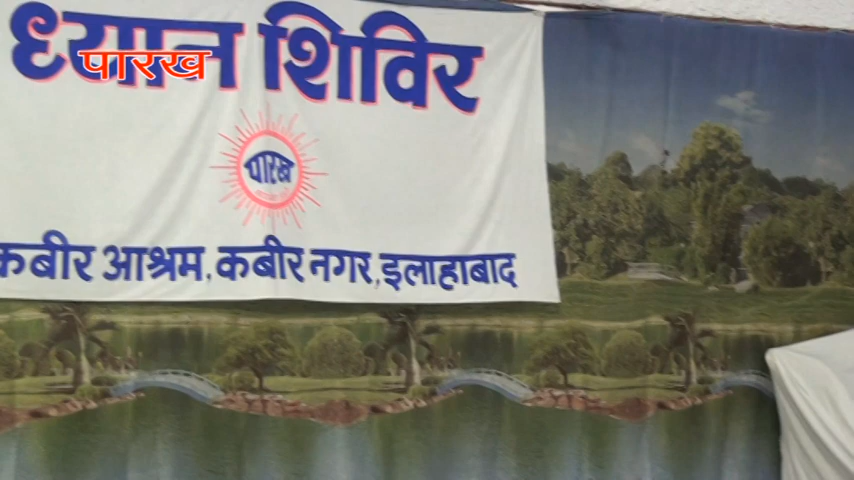 ध्यान शिविर
पारख
पारख
कबीर आश्रम, कबीर नगर, इलाहाबाद